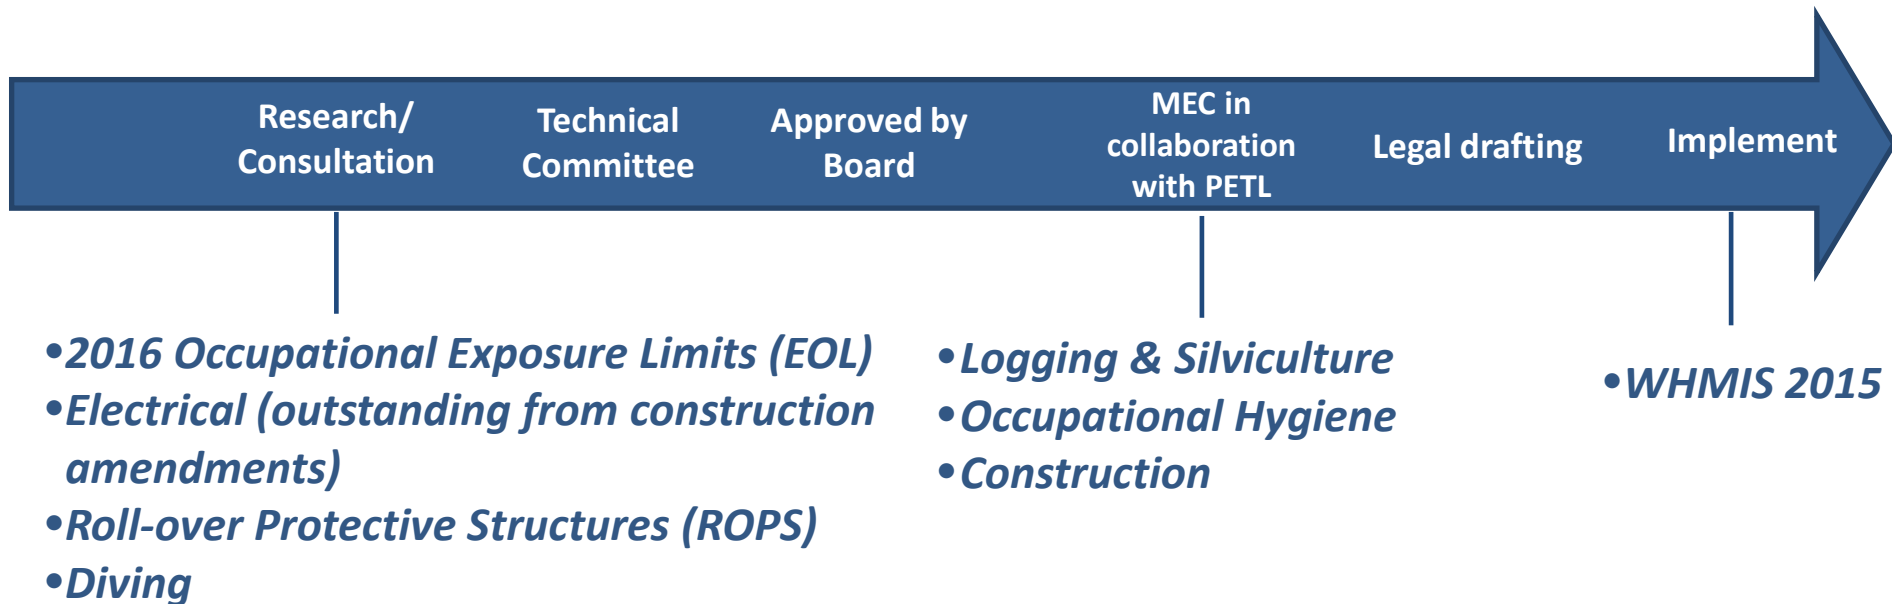 Research/
Consultation
Technical
Committee
Approved by
Board
MEC in
collaboration
with PETL
Legal drafting
Implement
•2016 Occupational Exposure Limits (EOL)
•Electrical (outstanding from construction
amendments)
•Roll-over Protective Structures (ROPS)
•Diving
•Logging & Silviculture
•Occupational Hygiene
•Construction
•WHMIS 2015